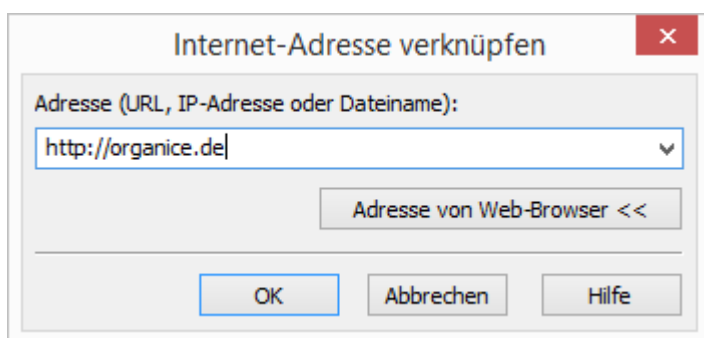 Internet-Adresse verknüpfen
Adresse (URL, IP-Adresse oder Dateiname):
http://organice.de
Adresse von Web-Browser <<
OK Abbrechen Hilfe